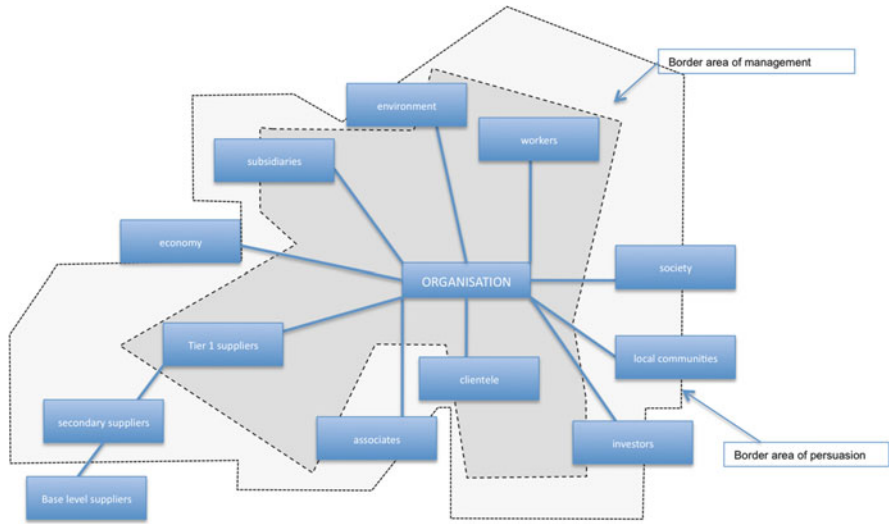 Border area of management
environment
workers
subsidiaries
economy
society
ORGANISATION
Tier 1 suppliers
local communities
clientele
secondary suppliers
associates
investors
Border area of persuasion
Base level suppliers